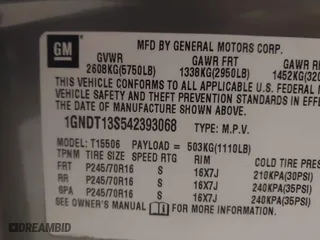 GM
MFD BY GENERAL MOTORS CORP.
GVWR GAWR FRT GAWR
2608KG(5750LB) 1338KG(2950LB) 1452KG(320
THIS VEHICLE CONFORMS TO ALL APPLICABLE U.S. FEDERAL
VEHICLE SAFETY AND THEFT PREVENTION STANDARDS IN EFFE
THE DATE OF MANUFACTURE SHOWN ABOVE.
1GNDT13S542393068 TYPE: M.P.V.
MODEL: T15506 PAYLOAD = 503KG(1110LB)
TPNM TIRE SIZE SPEED RTG RIM COLD TIRE PRES
FRT P245/70R16 S 16X7J 210KPA(30PSI)
RR P245/70R16 S 16X7J 240KPA(35PSI)
SPA P245/70R16 S 16X7J 240KPA(35PSI)
SEE OWNER'S MANUAL FOR MORE INFORMATION
DREAMBID